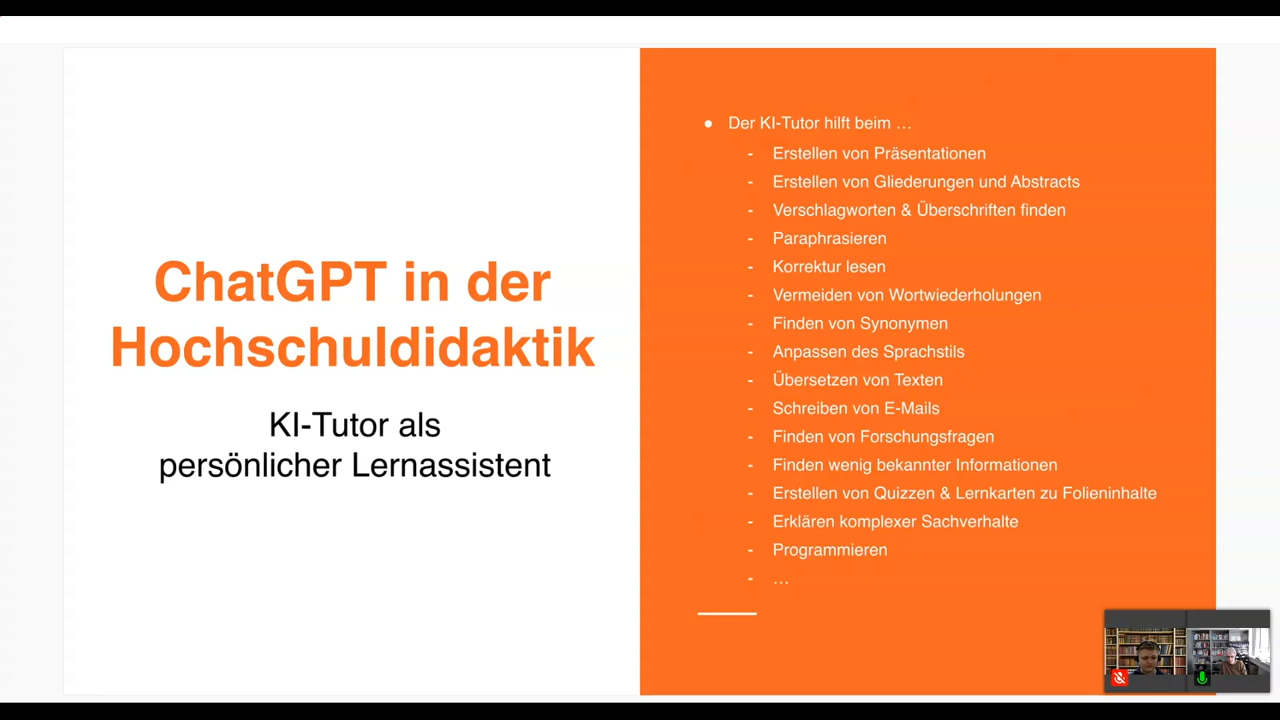 ChatGPT in der
Hochschuldidaktik
KI-Tutor als
persönlicher Lernassistent
● Der KI-Tutor hilft beim …
- Erstellen von Präsentationen
- Erstellen von Gliederungen und Abstracts
- Verschlagworten & Überschriften finden
- Paraphrasieren
- Korrektur lesen
- Vermeiden von Wortwiederholungen
- Finden von Synonymen
- Anpassen des Sprachstils
- Übersetzen von Texten
- Schreiben von E-Mails
- Finden von Forschungsfragen
- Finden wenig bekannter Informationen
- Erstellen von Quizzen & Lernkarten zu Folieninhalte
- Erklären komplexer Sachverhalte
- Programmieren
- …